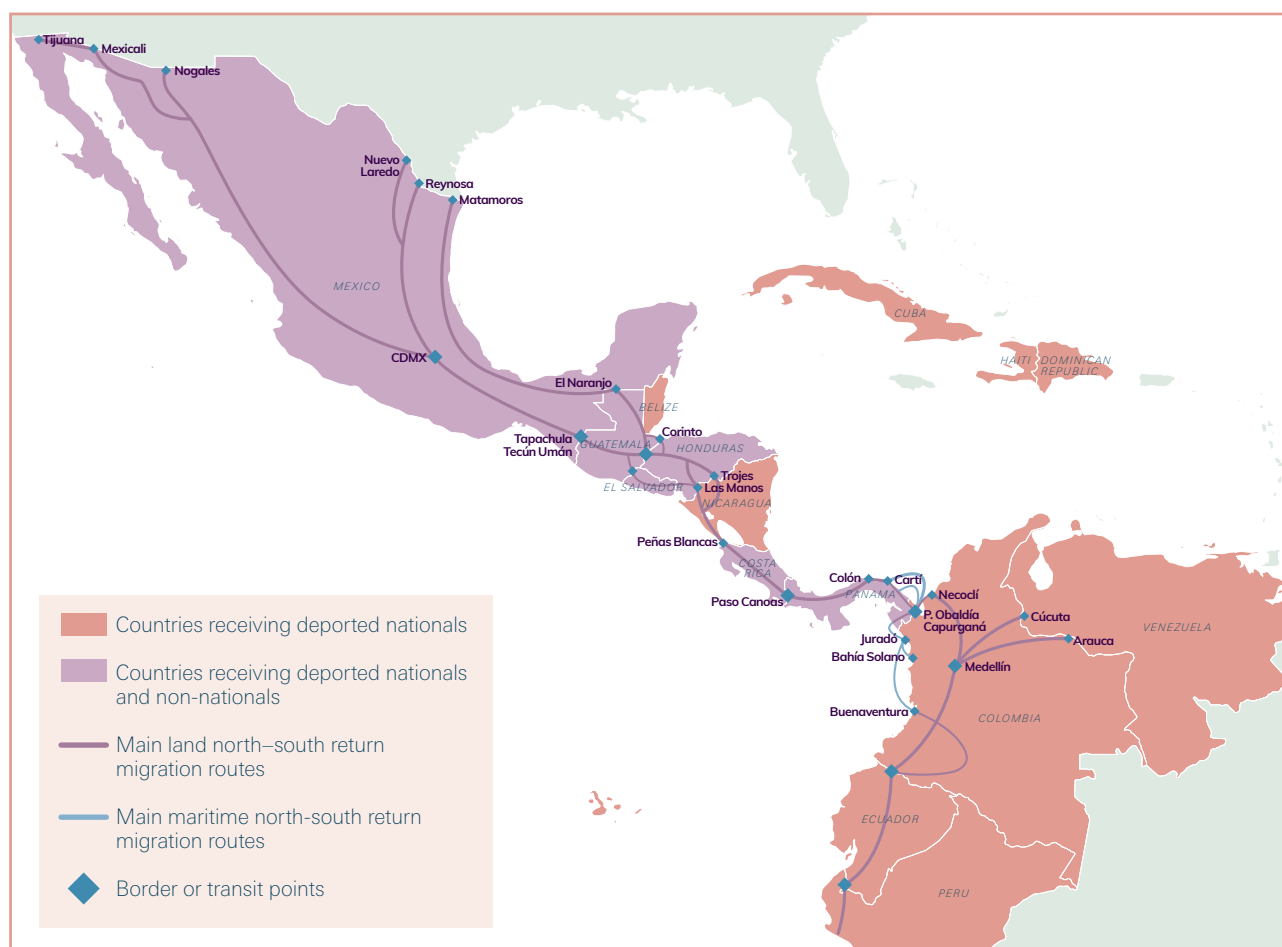 Tijuana
Mexicali
Nogales
Nuevo
Laredo
Reynosa
Matamoros
MEXICO
CUBA
HAITI
DOMINICAN
REPUBLIC
CDMX
El Naranjo
BELIZE
Tapachula
Tecún Umán
GUATEMALA
Corinto
HONDURAS
EL SALVADOR
Trojes
Las Manos
NICARAGUA
Peñas Blancas
COSTA
RICA
Paso Canoas
Colón
Cartí
PANAMA
Necoclí
P. Obaldía
Capurganá
Cúcuta
VENEZUELA
Juradó
Arauca
Bahía Solano
Medellín
Buenaventura
COLOMBIA
ECUADOR
PERU
Countries receiving deported nationals
Countries receiving deported nationals
and non-nationals
Main land north–south return
migration routes
Main maritime north-south return
migration routes
Border or transit points